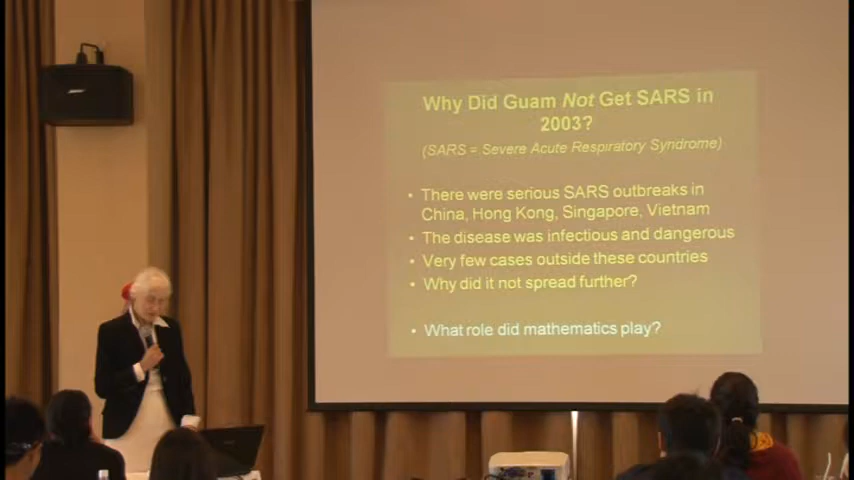 Why Did Guam Not Get SARS in
2003?
(SARS = Severe Acute Respiratory Syndrome)
• There were serious SARS outbreaks in
China, Hong Kong, Singapore, Vietnam
• The disease was infectious and dangerous
• Very few cases outside these countries
• Why did it not spread further?
• What role did mathematics play?